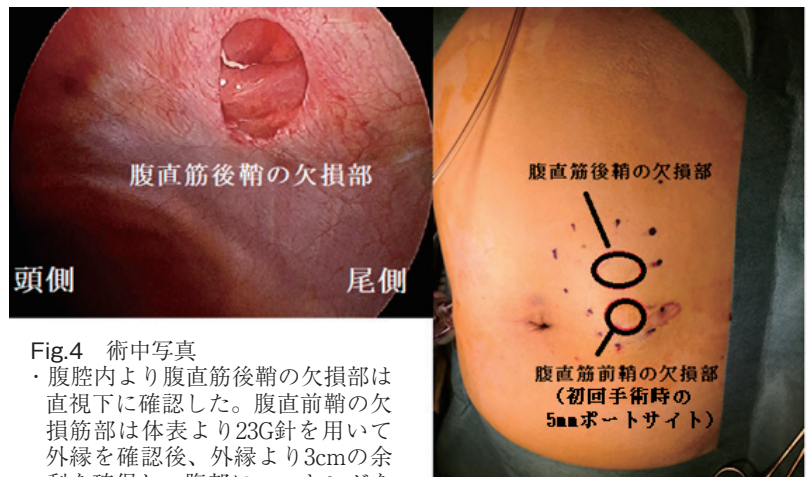 腹直筋後鞘の欠損部
頭側
尾側
腹直筋後鞘の欠損部
腹直筋前鞘の欠損部
(初回手術時の
5mmポートサイト)
Fig.4 術中写真
・腹腔内より腹直筋後鞘の欠損部は
直視下に確認した。腹直前鞘の欠
損筋部は体表より23G針を用いて
外縁を確認後、外縁より3cmの余